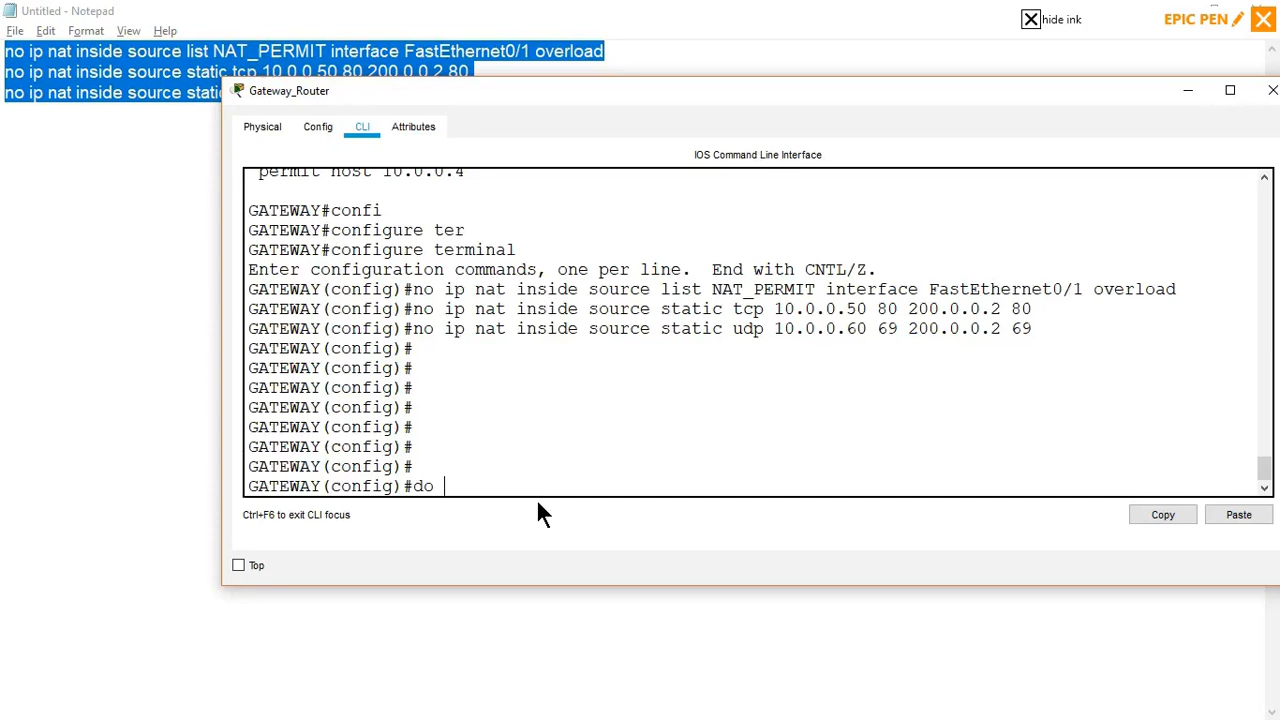 Untitled - Notepad
hide ink
EPIC PEN
File Edit Format View Help
no ip nat inside source list NAT_PERMIT interface FastEthernet0/1 overload
no ip nat inside source static tcp 10.0.0.50 80 200.0.0.2 80
no ip nat inside source
Gateway_Router
Physical Config CLI Attributes
IOS Command Line Interface
permit host 10.0.0.4
GATEWAY#confi
GATEWAY#configure ter
GATEWAY#configure terminal
Enter configuration commands, one per line. End with CNTL/Z.
GATEWAY(config)#no ip nat inside source list NAT_PERMIT interface FastEthernet0/1 overload
GATEWAY(config)#no ip nat inside source static tcp 10.0.0.50 80 200.0.0.2 80
GATEWAY(config)#no ip nat inside source static udp 10.0.0.60 69 200.0.0.2 69
GATEWAY(config)#
GATEWAY(config)#
GATEWAY(config)#
GATEWAY(config)#
GATEWAY(config)#
GATEWAY(config)#
GATEWAY(config)#
GATEWAY(config)#do
Ctrl+F6 to exit CLI focus
Copy Paste
Top